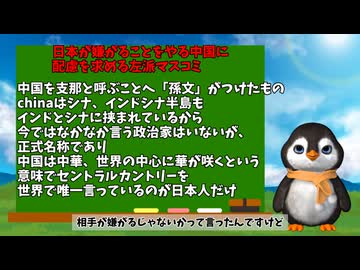 日本が嫌がることをやる中国に
配慮を求める左派マスコミ
中国を支那と呼ぶことへ「孫文」がつけたもの
chinaはシナ、インドシナ半島も
インドとシナに挟まれているから
今ではなかなか言う政治家はいないが、
正式名称であり
中国は中華、世界の中心に華が咲くという
意味でセントラルカントリーを
世界で唯一言っているのが日本人だけ
相手が嫌がるじゃないかって言ったんですけど